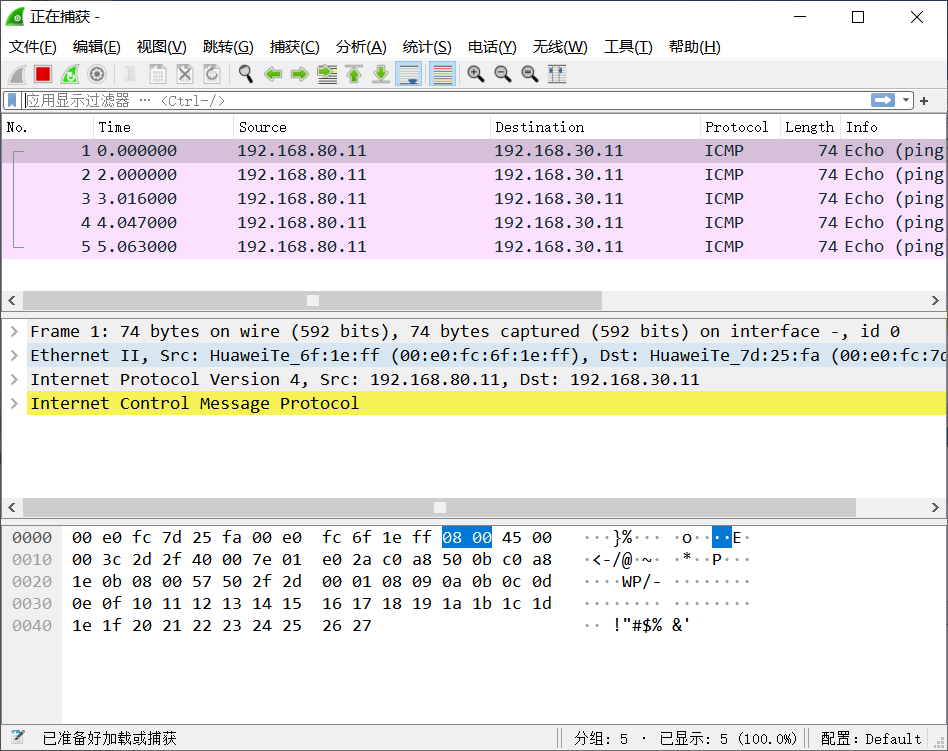 正在捕获 -
文件(F) 编辑(E) 视图(V) 跳转(G) 捕获(C) 分析(A) 统计(S) 电话(Y) 无线(W) 工具(T) 帮助(H)
应用显示过滤器 … <Ctrl-/>
No. Time Source Destination Protocol Length Info
1 0.000000 192.168.80.11 192.168.30.11 ICMP 74 Echo (ping
2 2.000000 192.168.80.11 192.168.30.11 ICMP 74 Echo (ping
3 3.016000 192.168.80.11 192.168.30.11 ICMP 74 Echo (ping
4 4.047000 192.168.80.11 192.168.30.11 ICMP 74 Echo (ping
5 5.063000 192.168.80.11 192.168.30.11 ICMP 74 Echo (ping
Frame 1: 74 bytes on wire (592 bits), 74 bytes captured (592 bits) on interface -, id 0
Ethernet II, Src: HuaweiTe_6f:1e:ff (00:e0:fc:6f:1e:ff), Dst: HuaweiTe_7d:25:fa (00:e0:fc:7d
Internet Protocol Version 4, Src: 192.168.80.11, Dst: 192.168.30.11
Internet Control Message Protocol
0000 00 e0 fc 7d 25 fa 00 e0 fc 6f 1e ff 08 00 45 00 ···}%··· ·o····E·
0010 00 3c 2d 2f 40 00 7e 01 e0 2a c0 a8 50 0b c0 a8 ·<-/@·~· ·*··P···
0020 1e 0b 08 00 57 50 2f 2d 00 01 08 09 0a 0b 0c 0d ····WP/- ········
0030 0e 0f 10 11 12 13 14 15 16 17 18 19 1a 1b 1c 1d ········ ········
0040 1e 1f 20 21 22 23 24 25 26 27 ·· !"#$% &'
已准备好加载或捕获 分组: 5 · 已显示: 5 (100.0%) 配置: Default